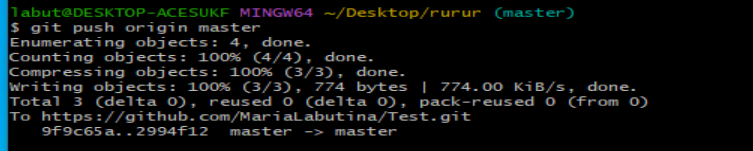 labut@DESKTOP-ACESUKF MINGW64 ~/Desktop/rurur (master)
$ git push origin master
Enumerating objects: 4, done.
Counting objects: 100% (4/4), done.
Compressing objects: 100% (3/3), done.
Writing objects: 100% (3/3), 774 bytes | 774.00 KiB/s, done.
Total 3 (delta 0), reused 0 (delta 0), pack-reused 0 (from 0)
To https://github.com/MariaLabutina/Test.git
   9f9c65a..2994f12  master -> master